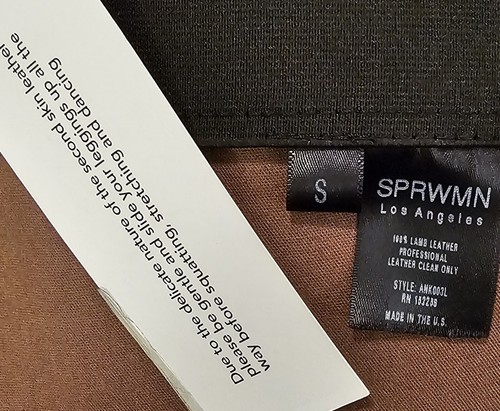 Due to the delicate nature of the second skin leather
please be gentle and slide your leggings up all the
way before squatting, stretching and dancing
S
SPRWMN
Los Angeles
100% LAMB LEATHER
PROFESSIONAL
LEATHER CLEAN ONLY
STYLE: ANK003L
RN 153239
MADE IN THE U.S.